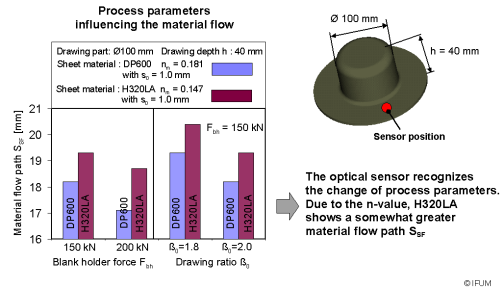 Process parameters
influencing the material flow
Drawing part: Ø100 mm Drawing depth h : 40 mm
Sheet material : DP600 nm = 0.181
with s0 = 1.0 mm
Sheet material : H320LA nm = 0.147
with s0 = 1.0 mm
Material flow path SSF [mm]
21
20
19
18
17
16
Fbh = 150 kN
DP600
H320LA
DP600
H320LA
DP600
H320LA
DP600
H320LA
150 kN
200 kN
ß0=1.8
ß0=2.0
Blank holder force Fbh
Drawing ratio ß0
Ø 100 mm
h = 40 mm
Sensor position
The optical sensor recognizes
the change of process parameters.
Due to the n-value, H320LA
shows a somewhat greater
material flow path SSF
©IFUM